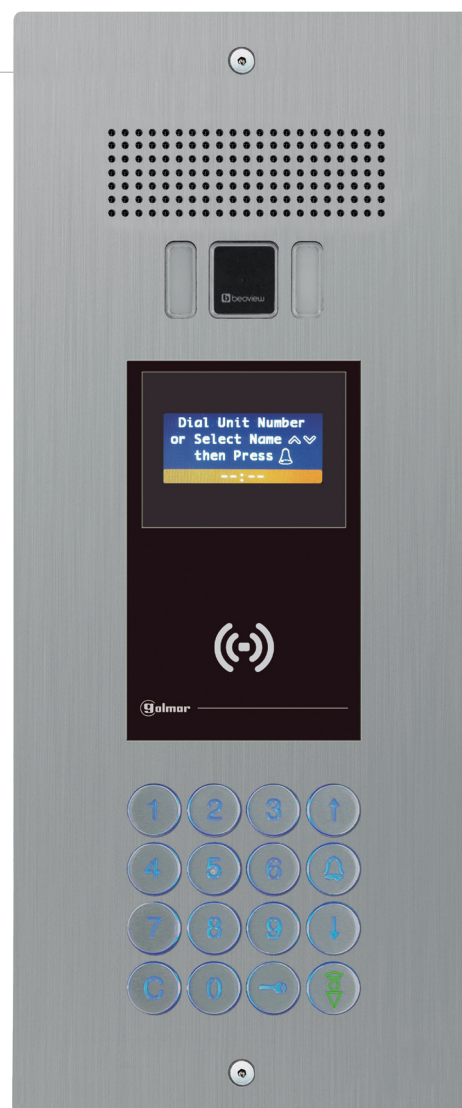 beaview
Dial Unit Number
or Select Name
then Press
--:--
golmar
1 2 3 ↑
4 5 6
7 8 9 ↓
C 0